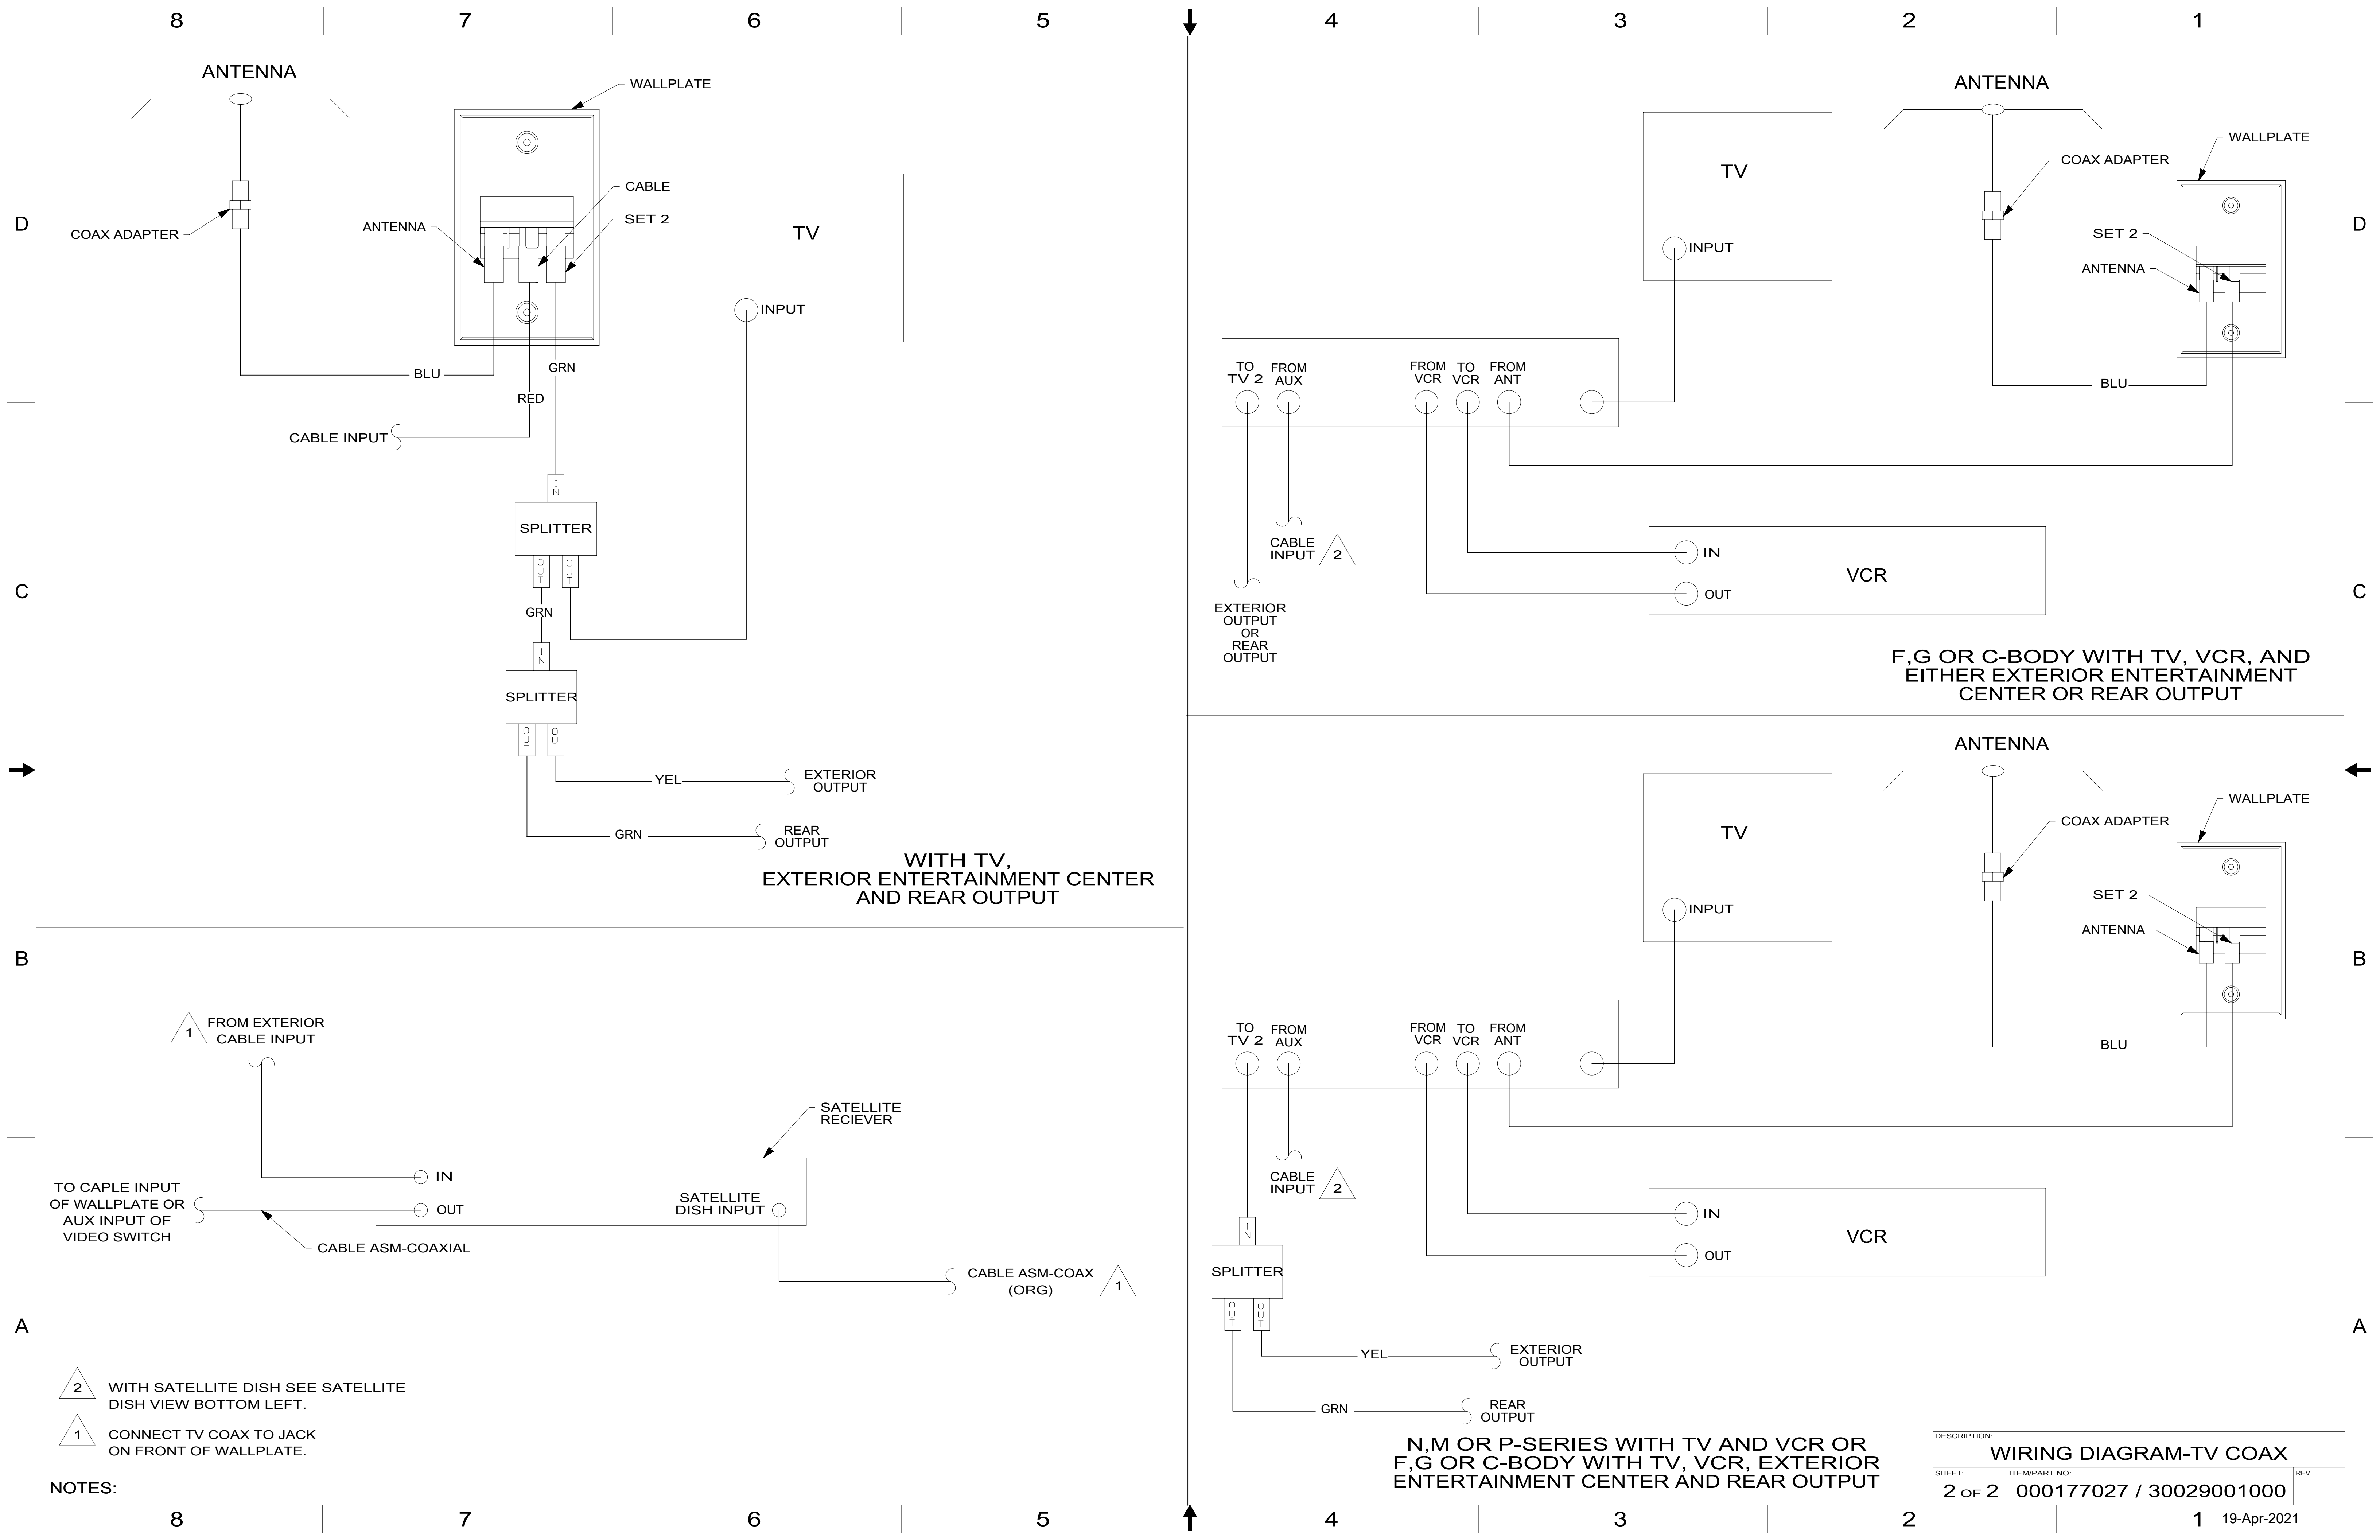 8 7 6 5 4 3 2 1
D
C
B
A
D
C
B
A
ANTENNA
COAX ADAPTER
WALLPLATE
ANTENNA
CABLE
SET 2
TV
INPUT
BLU
RED
GRN
CABLE INPUT
IN
SPLITTER
OUT
OUT
GRN
IN
SPLITTER
OUT
OUT
YEL
EXTERIOR
OUTPUT
GRN
REAR
OUTPUT
WITH TV,
EXTERIOR ENTERTAINMENT CENTER
AND REAR OUTPUT
TV
INPUT
ANTENNA
COAX ADAPTER
WALLPLATE
SET 2
ANTENNA
BLU
TO
TV 2
FROM
AUX
FROM
VCR
TO
VCR
FROM
ANT
CABLE
INPUT
2
EXTERIOR
OUTPUT
OR
REAR
OUTPUT
IN
OUT
VCR
F,G OR C-BODY WITH TV, VCR, AND
EITHER EXTERIOR ENTERTAINMENT
CENTER OR REAR OUTPUT
1
FROM EXTERIOR
CABLE INPUT
SATELLITE
RECIEVER
IN
OUT
SATELLITE
DISH INPUT
TO CAPLE INPUT
OF WALLPLATE OR
AUX INPUT OF
VIDEO SWITCH
CABLE ASM-COAXIAL
CABLE ASM-COAX
(ORG)
1
2
WITH SATELLITE DISH SEE SATELLITE
DISH VIEW BOTTOM LEFT.
1
CONNECT TV COAX TO JACK
ON FRONT OF WALLPLATE.
NOTES:
TV
INPUT
ANTENNA
COAX ADAPTER
WALLPLATE
SET 2
ANTENNA
BLU
TO
TV 2
FROM
AUX
FROM
VCR
TO
VCR
FROM
ANT
CABLE
INPUT
2
IN
OUT
VCR
IN
SPLITTER
OUT
OUT
YEL
EXTERIOR
OUTPUT
GRN
REAR
OUTPUT
N,M OR P-SERIES WITH TV AND VCR OR
F,G OR C-BODY WITH TV, VCR, EXTERIOR
ENTERTAINMENT CENTER AND REAR OUTPUT
DESCRIPTION:
WIRING DIAGRAM-TV COAX
SHEET:
2 OF 2
ITEM/PART NO:
000177027 / 30029001000
REV
8 7 6 5 4 3 2 1
19-Apr-2021